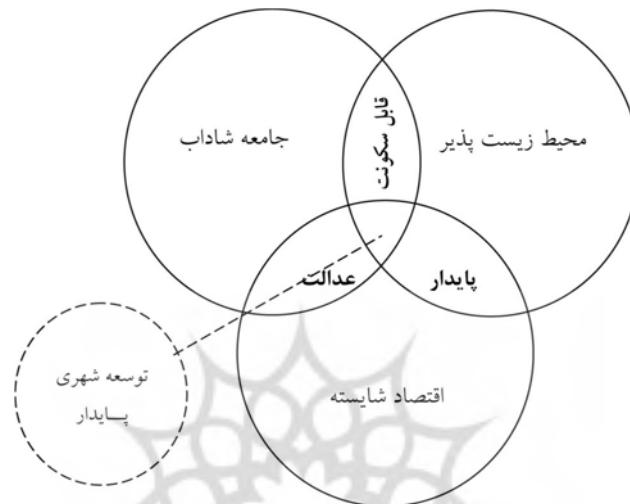 قابل سکونت
محیط زیست پذیر
جامعه شاداب
پایدار
عدالت
توسعه شهری
پـــایدار
اقتصاد شایسته